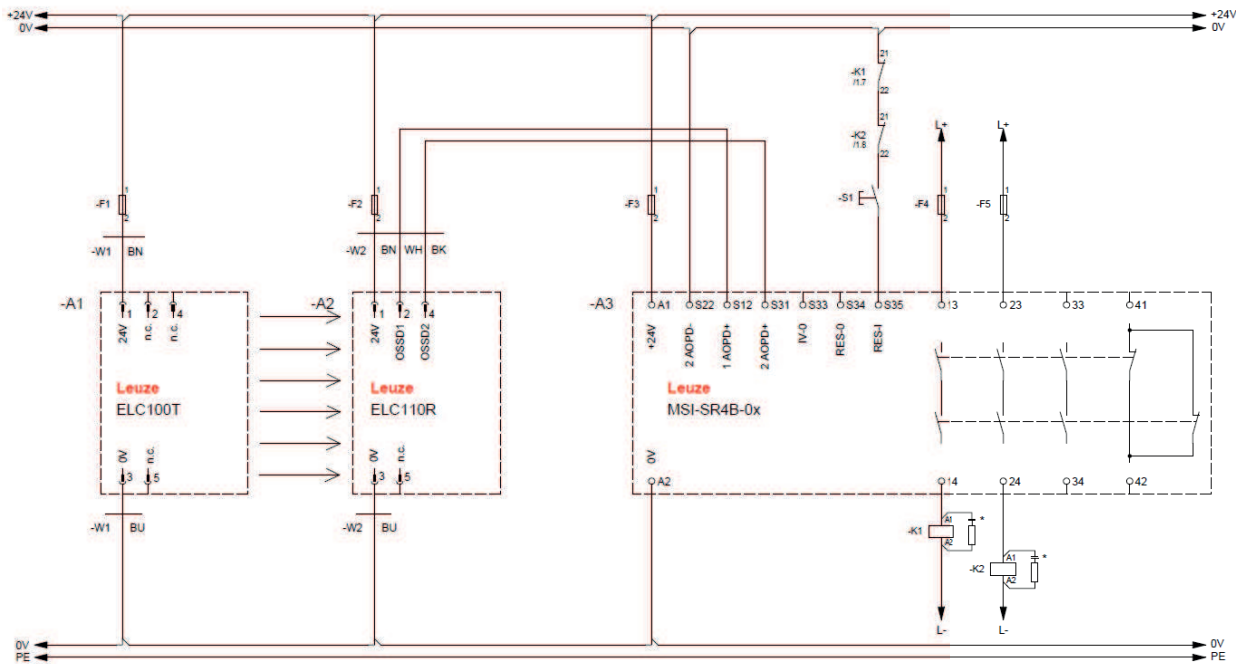 +24V +24V
0V 0V
21
-K1
/1.7
22
21
-K2
/1.8
22
L+ L+
1 1 1 1 1
-F1 -F2 -F3 -S1 -F4 -F5
2 2 2 2 2
-W1 BN -W2 BN WH BK
-A1 -A2 -A3
1 2 4 1 2 4 A1 S22 S12 S31 S33 S34 S35 13 23 33 41
24V n.c. n.c. 24V OSSD1 OSSD2 +24V 2 AOPD- 1 AOPD+ 2 AOPD+ IV-0 RES-0 RES-I
Leuze Leuze Leuze
ELC100T ELC110R MSI-SR4B-0x
0V n.c. 0V n.c. 0V
3 5 3 5 A2 14 24 34 42
-W1 BU -W2 BU
-K1 A1 A2 *
-K2 A1 A2 *
L- L-
0V 0V
PE PE